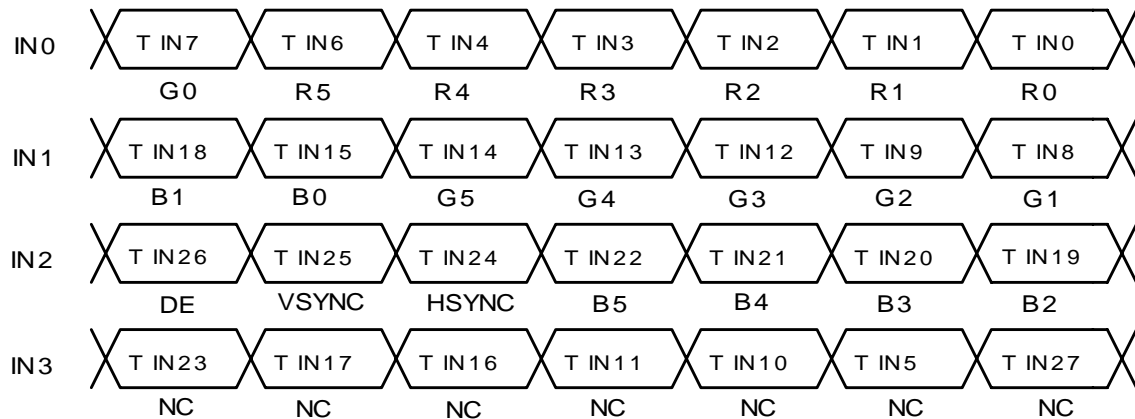 IN0 T IN7 T IN6 T IN4 T IN3 T IN2 T IN1 T IN0
G0 R5 R4 R3 R2 R1 R0
IN1 T IN18 T IN15 T IN14 T IN13 T IN12 T IN9 T IN8
B1 B0 G5 G4 G3 G2 G1
IN2 T IN26 T IN25 T IN24 T IN22 T IN21 T IN20 T IN19
DE VSYNC HSYNC B5 B4 B3 B2
IN3 T IN23 T IN17 T IN16 T IN11 T IN10 T IN5 T IN27
NC NC NC NC NC NC NC